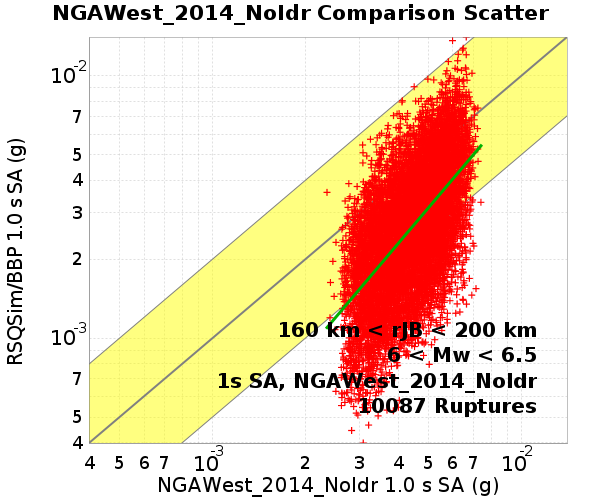 NGAWest_2014_NoIdr Comparison Scatter
RSQSim/BBP 1.0 s SA (g)
10-2
7
5
4
3
2
10-3
7
5
4
160 km < rJB < 200 km
6 < Mw < 6.5
1s SA, NGAWest_2014_NoIdr
10087 Ruptures
4 5 6 7 10-3 2 3 4 5 6 7 10-2
NGAWest_2014_NoIdr 1.0 s SA (g)